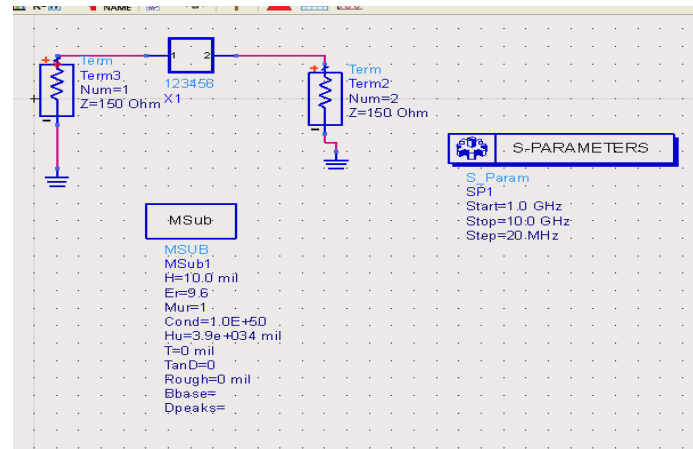 NAME
1 2
Term
Term3
Num=1
Z=150 Ohm
123456
X1
Term
Term2
Num=2
Z=150 Ohm
S-PARAMETERS
S_Param
SP1
Start=1.0 GHz
Stop=10.0 GHz
Step=20 MHz
MSub
MSUB
MSub1
H=10.0 mil
Er=9.6
Mur=1
Cond=1.0E+50
Hu=3.9e+034 mil
T=0 mil
TanD=0
Rough=0 mil
Bbase=
Dpeaks=